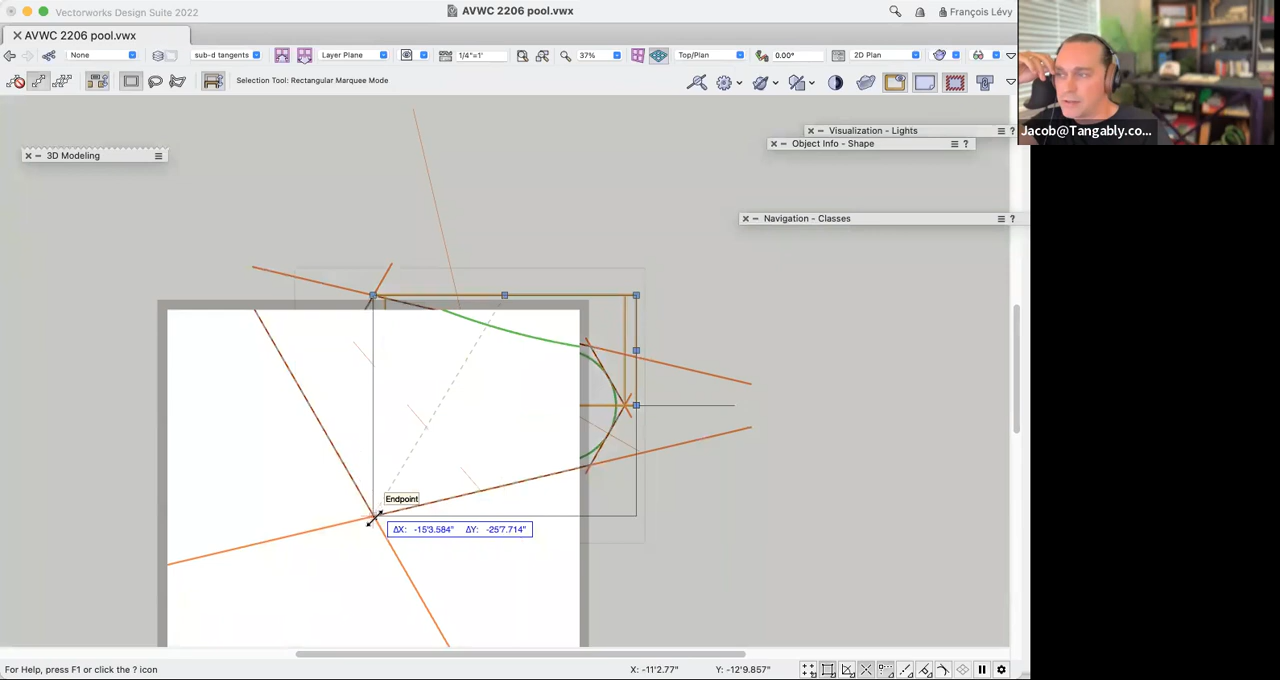 Vectorworks Design Suite 2022
AVWC 2206 pool.vwx
François Lévy
AVWC 2206 pool.vwx
None
sub-d tangents
Layer Plane
1/4"=1'
37%
Top/Plan
0.00°
2D Plan
Selection Tool: Rectangular Marquee Mode
Jacob@Tangably.co...
Visualization - Lights
?
Object Info - Shape
?
3D Modeling
Navigation - Classes
?
Endpoint
ΔX: -15'3.584" ΔY: -25'7.714"
For Help, press F1 or click the ? icon
X: -11'2.77"
Y: -12'9.857"